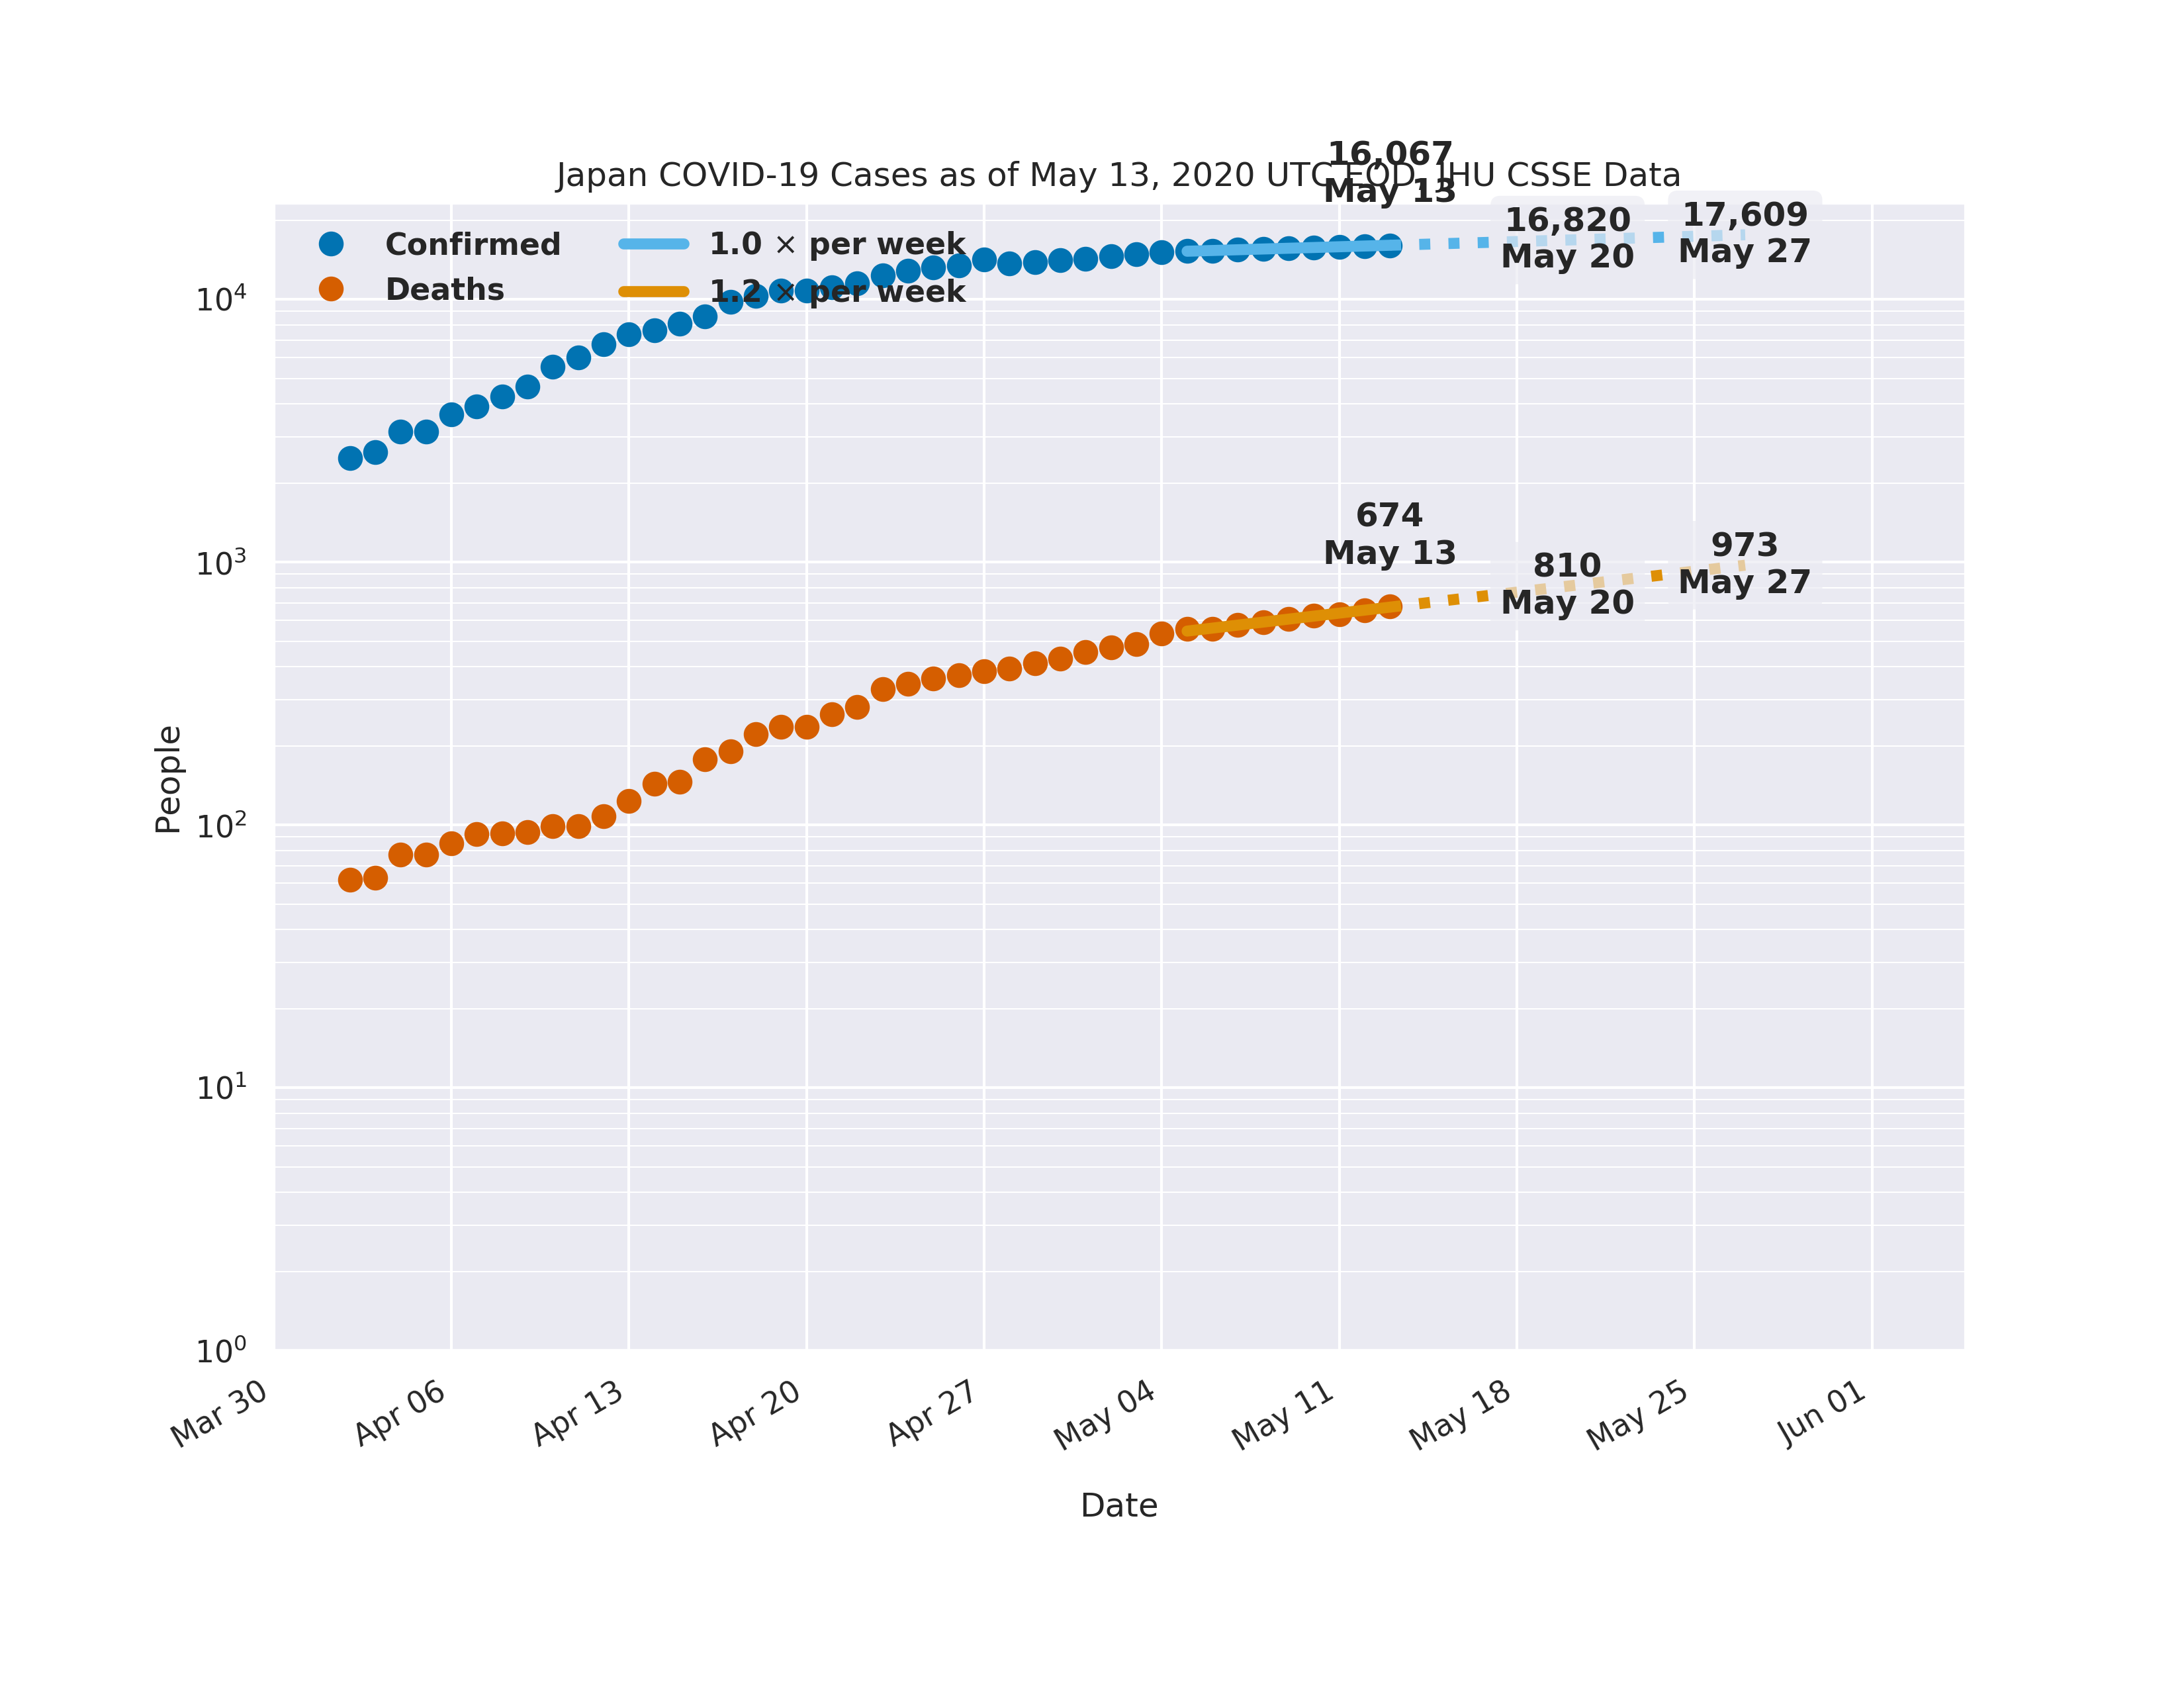 16,067
May 13
Japan COVID-19 Cases as of May 13, 2020 UTC EOD, JHU CSSE Data
16,820
May 20
17,609
May 27
Confirmed
Deaths
1.0 × per week
1.2 × per week
674
May 13
810
May 20
973
May 27
People
10⁴
10³
10²
10¹
10⁰
Mar 30
Apr 06
Apr 13
Apr 20
Apr 27
May 04
May 11
May 18
May 25
Jun 01
Date